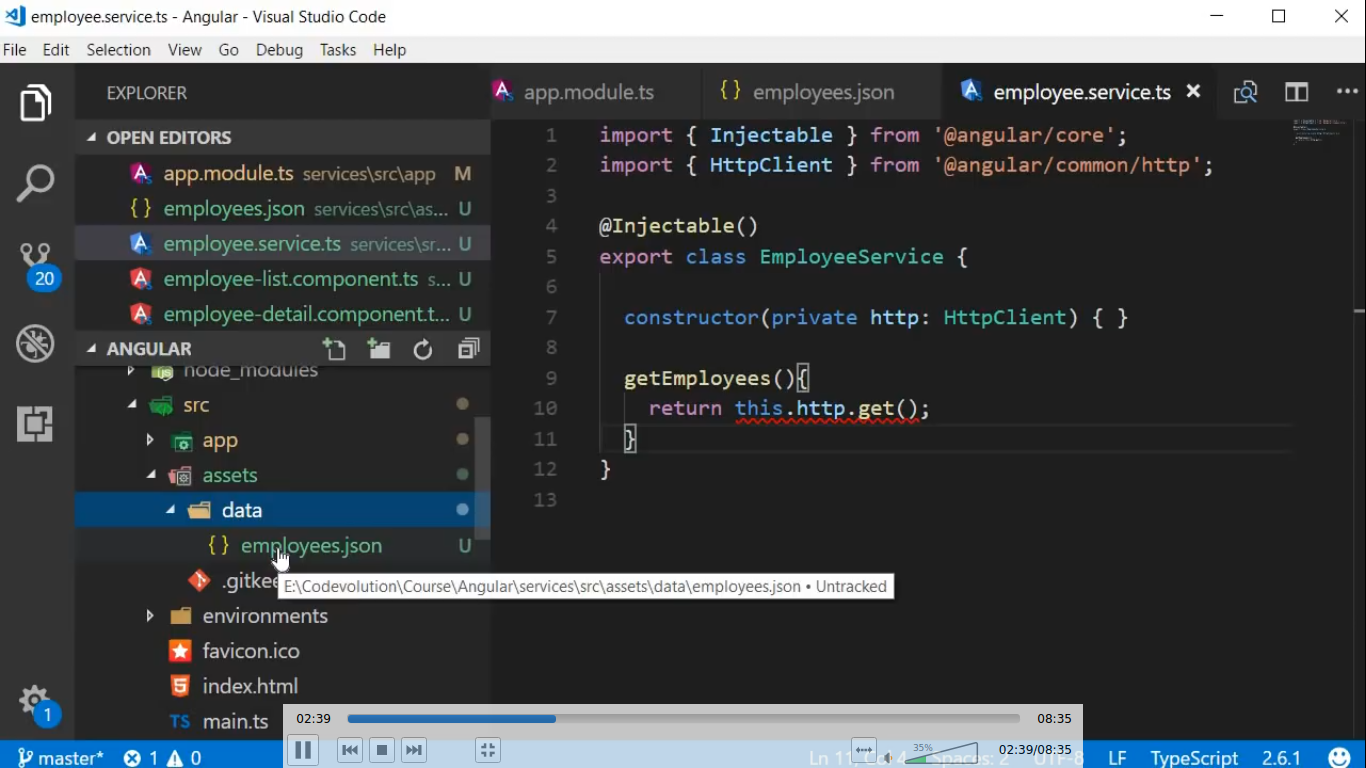 employee.service.ts - Angular - Visual Studio Code
File Edit Selection View Go Debug Tasks Help
EXPLORER
OPEN EDITORS
app.module.ts services\src\app M
{ } employees.json services\src\as... U
employee.service.ts services\sr... U
employee-list.component.ts s... U
employee-detail.component.t... U
ANGULAR
node_modules
src
app
assets
data
{ } employees.json U
.gitkee
E:\Codevolution\Course\Angular\services\src\assets\data\employees.json • Untracked
environments
favicon.ico
index.html
TS main.ts
20
1
app.module.ts { } employees.json employee.service.ts
1 import { Injectable } from '@angular/core';
2 import { HttpClient } from '@angular/common/http';
3
4 @Injectable()
5 export class EmployeeService {
6
7 constructor(private http: HttpClient) { }
8
9 getEmployees(){
10 return this.http.get();
11 }
12 }
13
02:39 08:35
35% 02:39/08:35
master* 1 0 Ln 11, Col 4 Spaces: 2 UTF-8 LF TypeScript 2.6.1